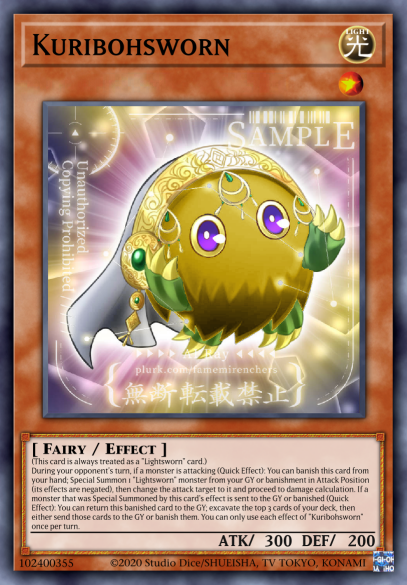 Kuribohsworn
LIGHT
光
SAMPLE
Unauthorized
Copying Prohibited
plurk.com/iamemirenchers
無断転載禁止
[ Fairy / Effect ]
(This card is always treated as a "Lightsworn" card.)
During your opponent's turn, if a monster is attacking (Quick Effect): You can banish this card from
your hand; Special Summon 1 "Lightsworn" monster from your GY or banishment in Attack Position
(its effects are negated), then change the attack target to it and proceed to damage calculation. If a
monster that was Special Summoned by this card's effect is sent to the GY or banished (Quick
Effect): You can return this banished card to the GY; excavate the top 3 cards of your deck, then
either send those cards to the GY or banish them. You can only use each effect of "Kuribohsworn"
once per turn.
ATK/ 300 DEF/ 200
102400355
©2020 Studio Dice/SHUEISHA, TV TOKYO, KONAMI